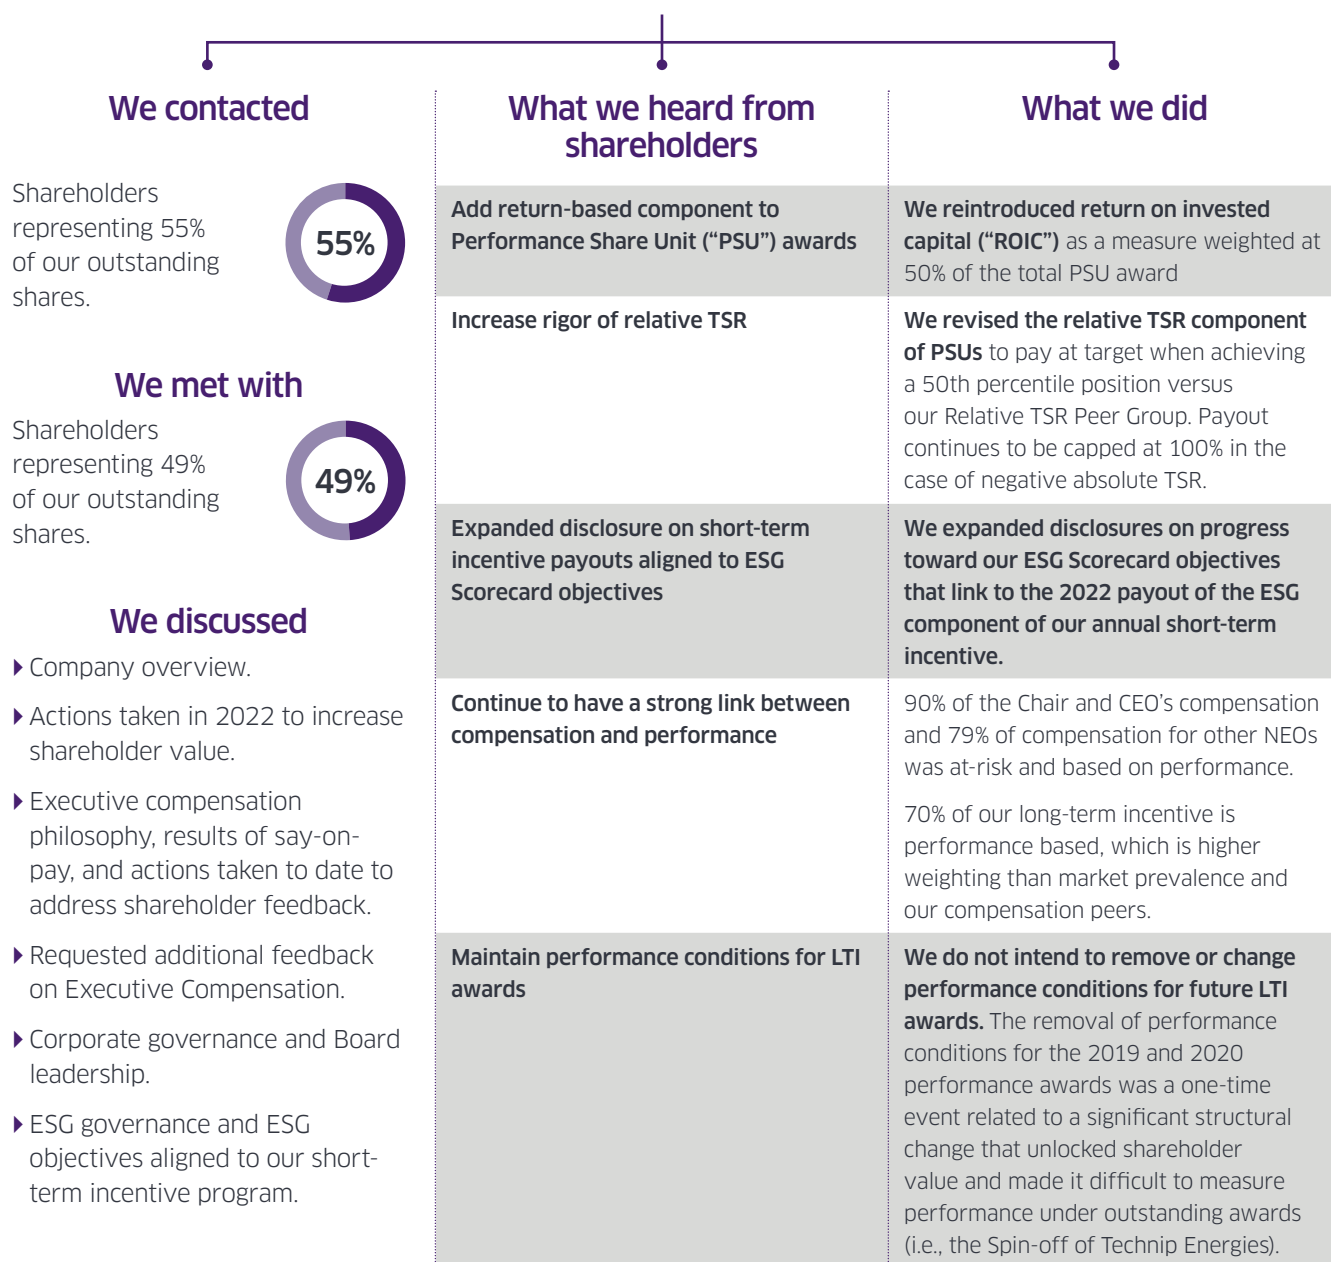 We contacted
Shareholders
representing 55%
of our outstanding
shares.
55%
We met with
Shareholders
representing 49%
of our outstanding
shares.
49%
We discussed
Company overview.
Actions taken in 2022 to increase
shareholder value.
Executive compensation
philosophy, results of say-on-
pay, and actions taken to date to
address shareholder feedback.
Requested additional feedback
on Executive Compensation.
Corporate governance and Board
leadership.
ESG governance and ESG
objectives aligned to our short-
term incentive program.
What we heard from
shareholders
What we did
Add return-based component to
Performance Share Unit (“PSU”) awards
We reintroduced return on invested
capital (“ROIC”) as a measure weighted at
50% of the total PSU award
Increase rigor of relative TSR
We revised the relative TSR component
of PSUs to pay at target when achieving
a 50th percentile position versus
our Relative TSR Peer Group. Payout
continues to be capped at 100% in the
case of negative absolute TSR.
Expanded disclosure on short-term
incentive payouts aligned to ESG
Scorecard objectives
We expanded disclosures on progress
toward our ESG Scorecard objectives
that link to the 2022 payout of the ESG
component of our annual short-term
incentive.
Continue to have a strong link between
compensation and performance
90% of the Chair and CEO’s compensation
and 79% of compensation for other NEOs
was at-risk and based on performance.
70% of our long-term incentive is
performance based, which is higher
weighting than market prevalence and
our compensation peers.
Maintain performance conditions for LTI
awards
We do not intend to remove or change
performance conditions for future LTI
awards. The removal of performance
conditions for the 2019 and 2020
performance awards was a one-time
event related to a significant structural
change that unlocked shareholder
value and made it difficult to measure
performance under outstanding awards
(i.e., the Spin-off of Technip Energies).